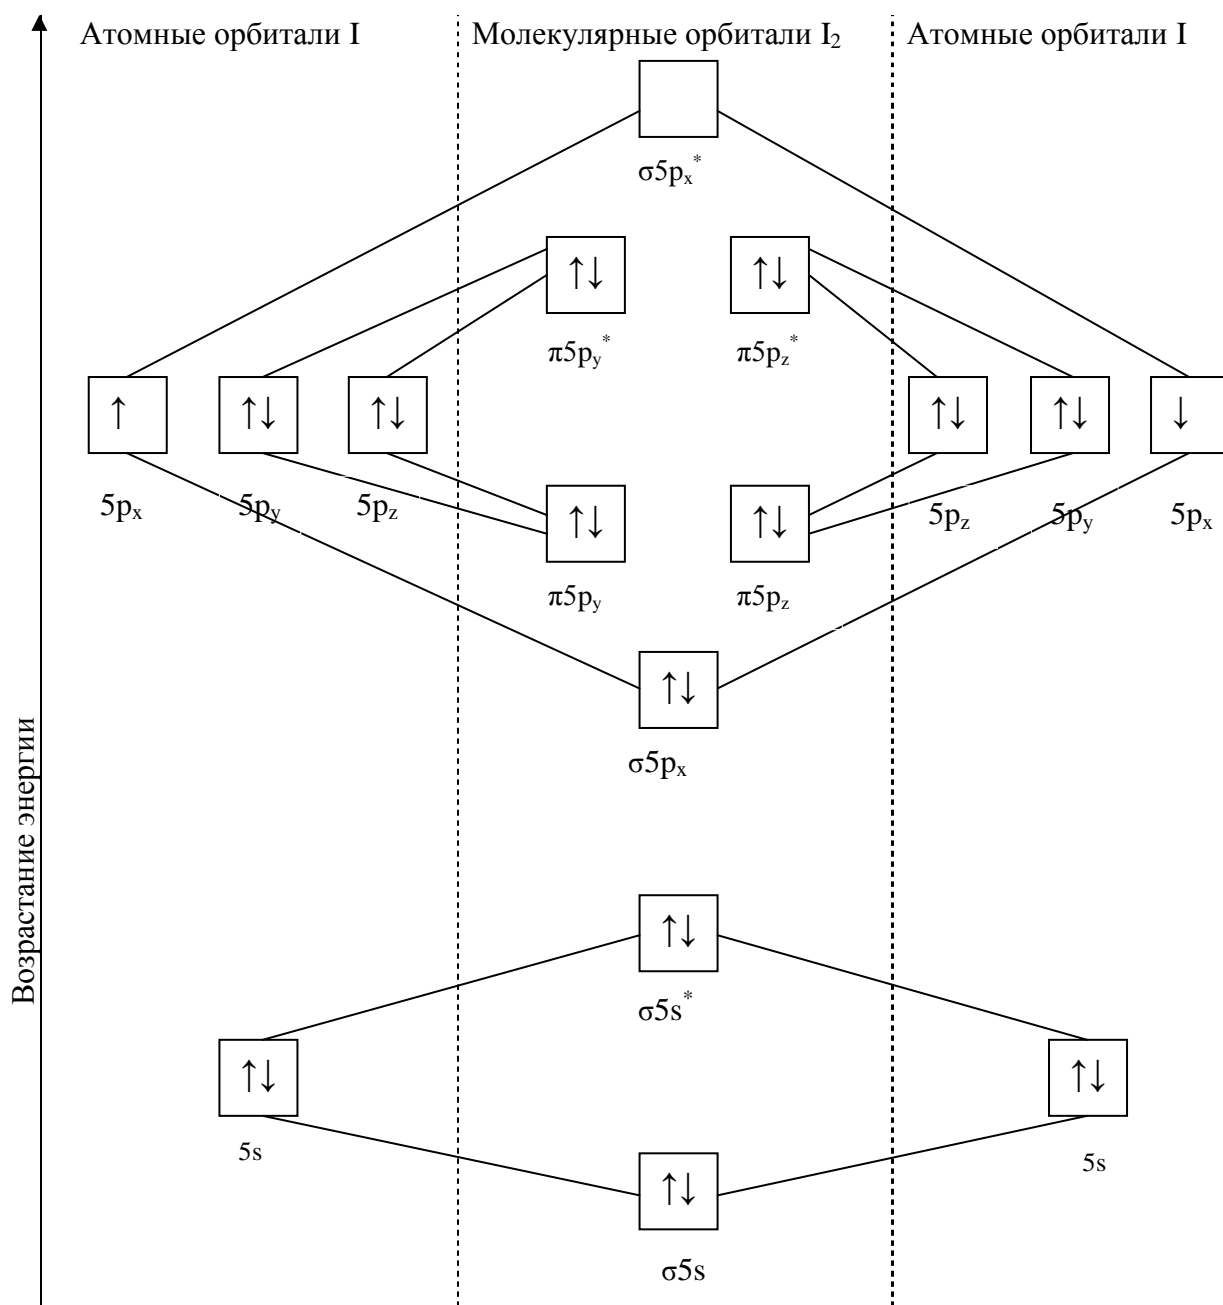 Атомные орбитали I
Молекулярные орбитали I₂
Атомные орбитали I
σ5pₓ*
↑↓ ↑↓
π5p_y* π5p_z*
↑ ↑↓ ↑↓ ↑↓ ↑↓ ↓
5pₓ 5p_y 5p_z 5p_z 5p_y 5pₓ
↑↓ ↑↓
π5p_y π5p_z
↑↓
σ5pₓ
↑↓
σ5s*
↑↓ ↑↓
5s 5s
↑↓
σ5s
Возрастание энергии